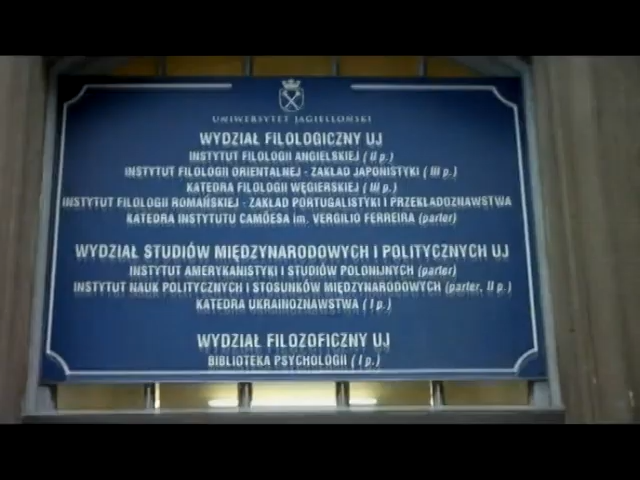 UNIWERSYTET JAGIELLOŃSKI
WYDZIAŁ FILOLOGICZNY UJ
INSTYTUT FILOLOGII ANGIELSKIEJ ( II p.)
INSTYTUT FILOLOGII ORIENTALNEJ - ZAKŁAD JAPONISTYKI ( III p.)
KATEDRA FILOLOGII WĘGIERSKIEJ ( III p.)
INSTYTUT FILOLOGII ROMAŃSKIEJ - ZAKŁAD PORTUGALISTYKI I PRZEKŁADOZNAWSTWA
KATEDRA INSTYTUTU CAMÕESA im. VERGILIO FERREIRA (parter)
WYDZIAŁ STUDIÓW MIĘDZYNARODOWYCH I POLITYCZNYCH UJ
INSTYTUT AMERYKANISTYKI I STUDIÓW POLONIJNYCH (parter)
INSTYTUT NAUK POLITYCZNYCH I STOSUNKÓW MIĘDZYNARODOWYCH (parter, II p.)
KATEDRA UKRAINOZNAWSTWA ( I p.)
WYDZIAŁ FILOZOFICZNY UJ
BIBLIOTEKA PSYCHOLOGII ( I p.)